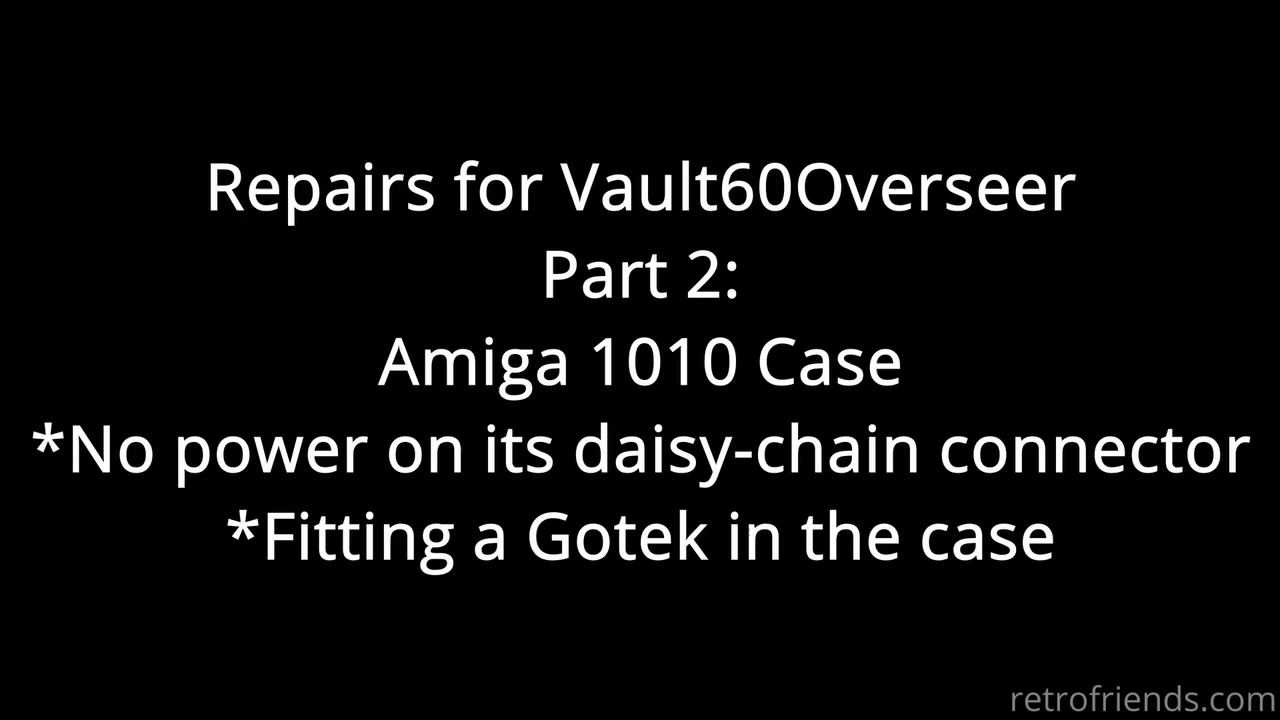 Repairs for Vault60Overseer
Part 2:
Amiga 1010 Case
*No power on its daisy-chain connector
*Fitting a Gotek in the case
retrofriends.com